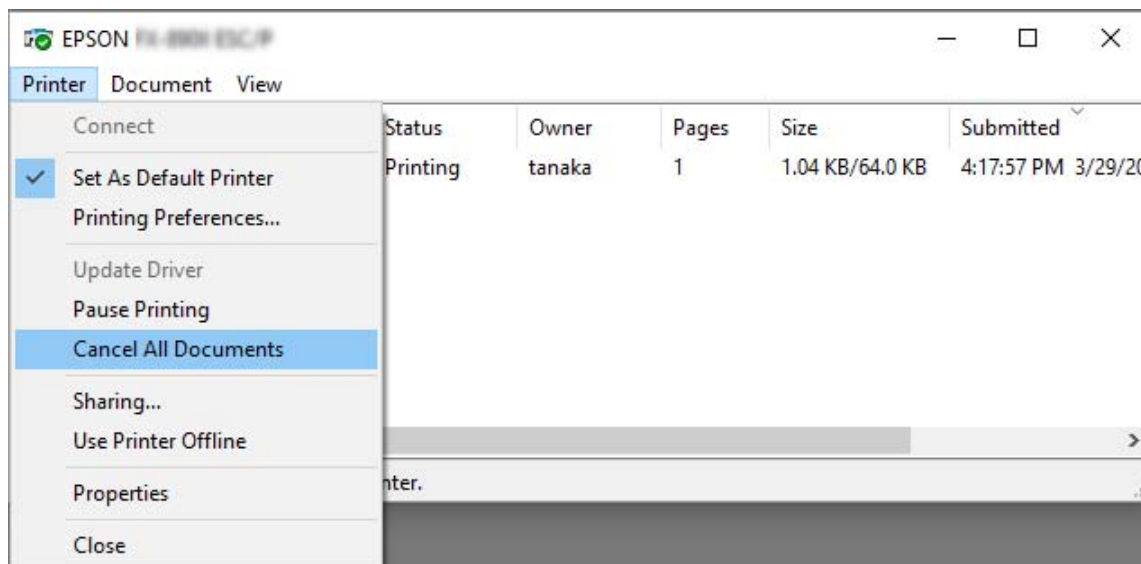 EPSON
Printer Document View
Connect
Status Owner Pages Size Submitted
Set As Default Printer
Printing tanaka 1 1.04 KB/64.0 KB 4:17:57 PM 3/29/20
Printing Preferences...
Update Driver
Pause Printing
Cancel All Documents
Sharing...
Use Printer Offline
Properties
nter.
Close